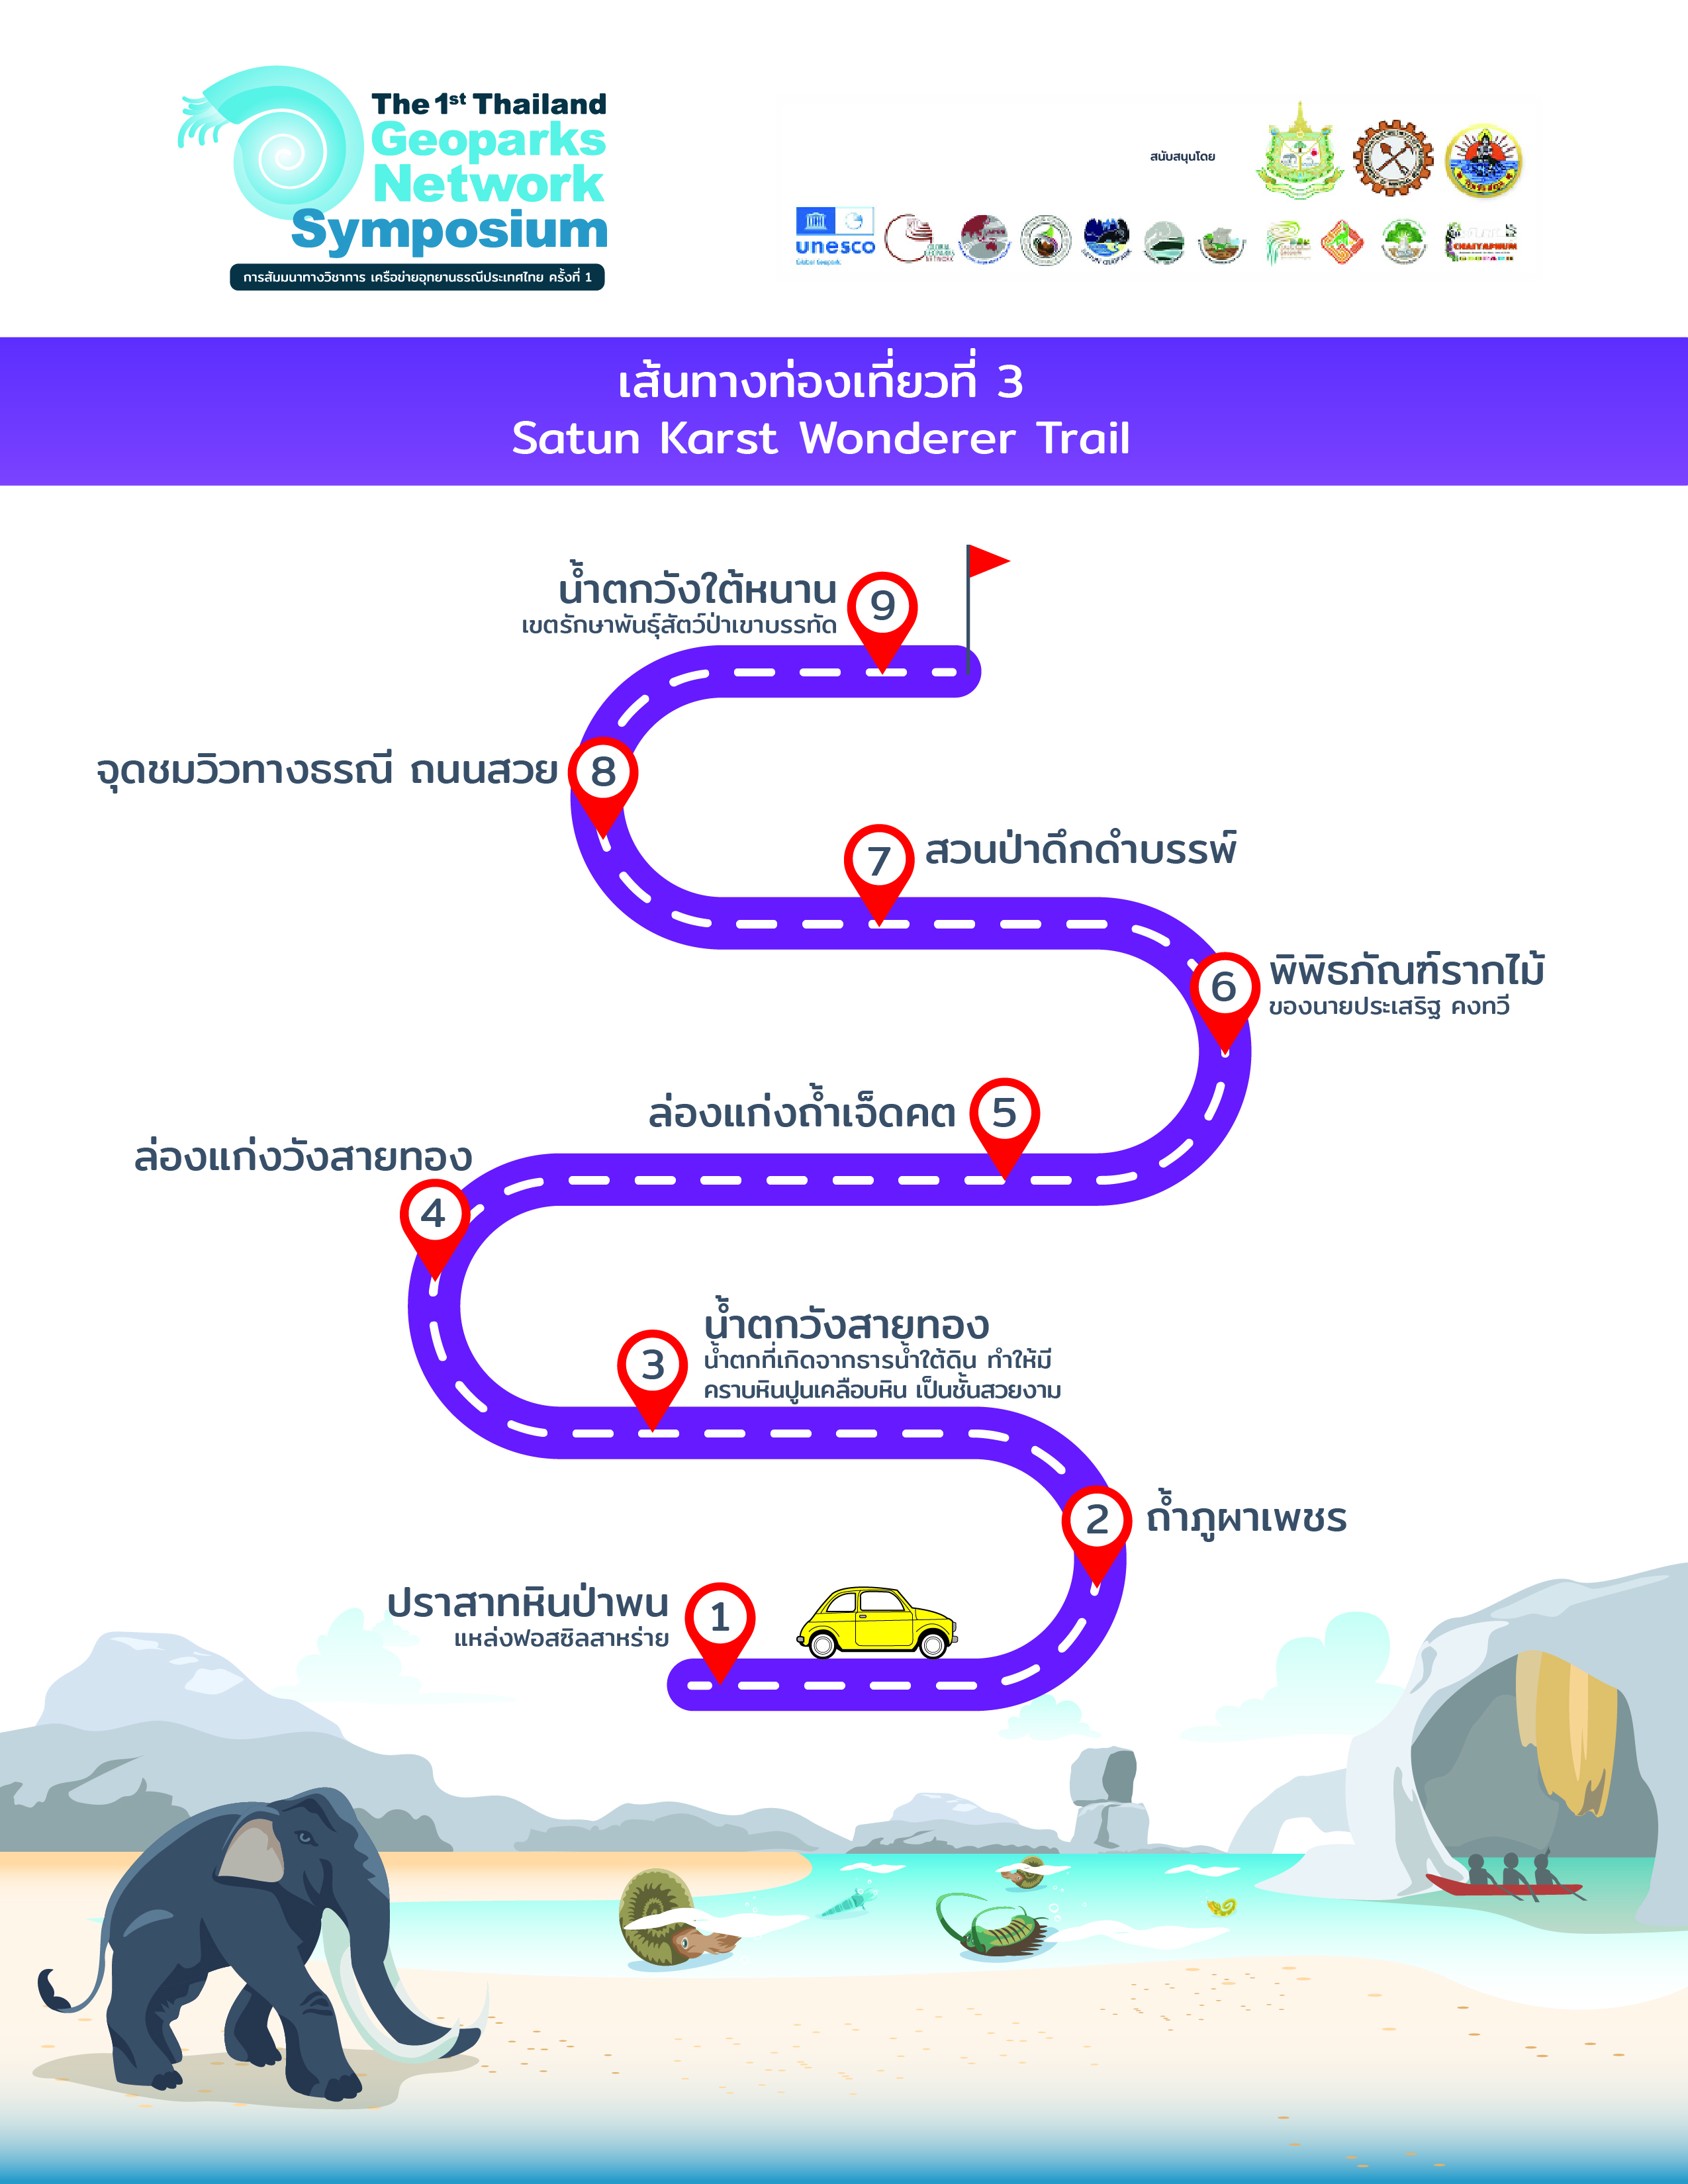 The 1st Thailand
Geoparks
Network
Symposium
การสัมมนาทางวิชาการ เครือข่ายอุทยานธรณีประเทศไทย ครั้งที่ 1
สนับสนุนโดย
unesco
Global Geopark
GLOBAL
GEOPARKS
NETWORK
เส้นทางท่องเที่ยวที่ 3
Satun Karst Wonderer Trail
น้ำตกวังใต้หนาน
เขตรักษาพันธุ์สัตว์ป่าเขาบรรทัด
9
จุดชมวิวทางธรณี ถนนสวย
8
7
สวนป่าดึกดำบรรพ์
6
พิพิธภัณฑ์รากไม้
ของนายประเสริฐ คงทวี
ล่องแก่งถ้ำเจ็ดคต
5
ล่องแก่งวังสายทอง
4
3
น้ำตกวังสายทอง
น้ำตกที่เกิดจากธารน้ำใต้ดิน ทำให้มี
คราบหินปูนเคลือบหิน เป็นชั้นสวยงาม
2
ถ้ำภูผาเพชร
ปราสาทหินป่าพน
แหล่งฟอสซิลสาหร่าย
1